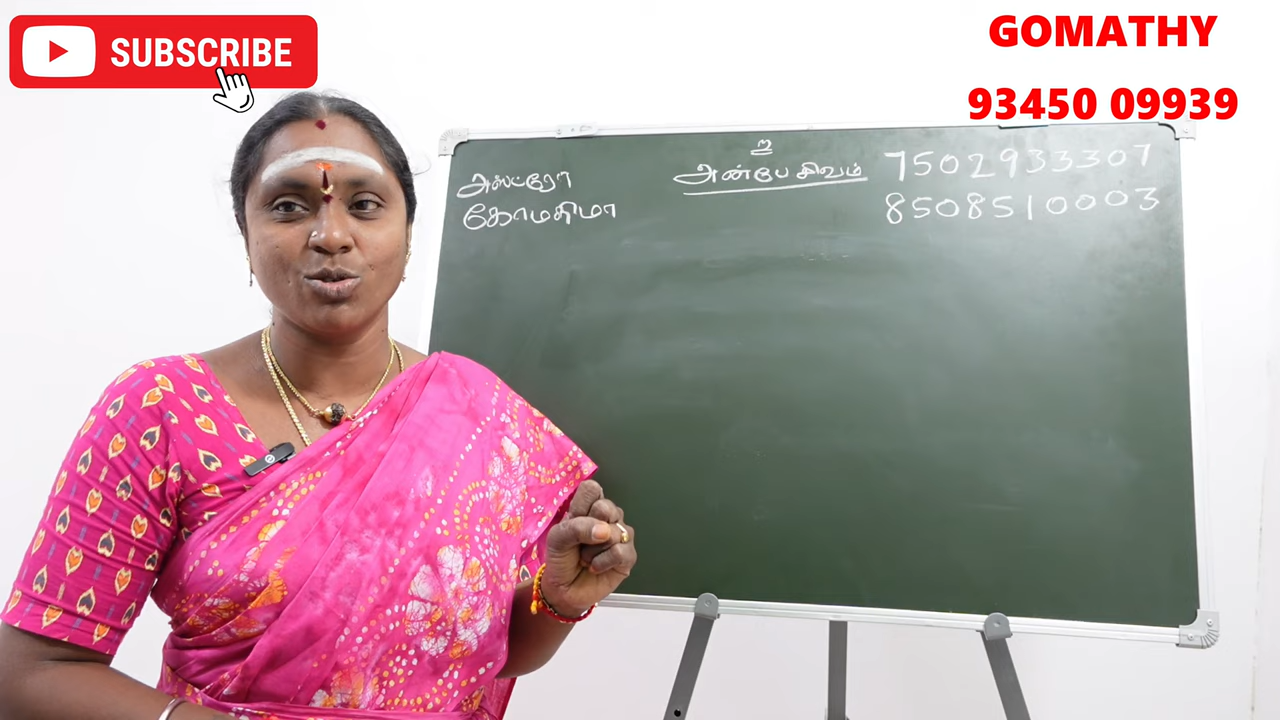 SUBSCRIBE
GOMATHY
93450 09939
உ
அஸ்ட்ரோ
கோமதிமா
அன்பே சிவம்
7502933307
8508510003